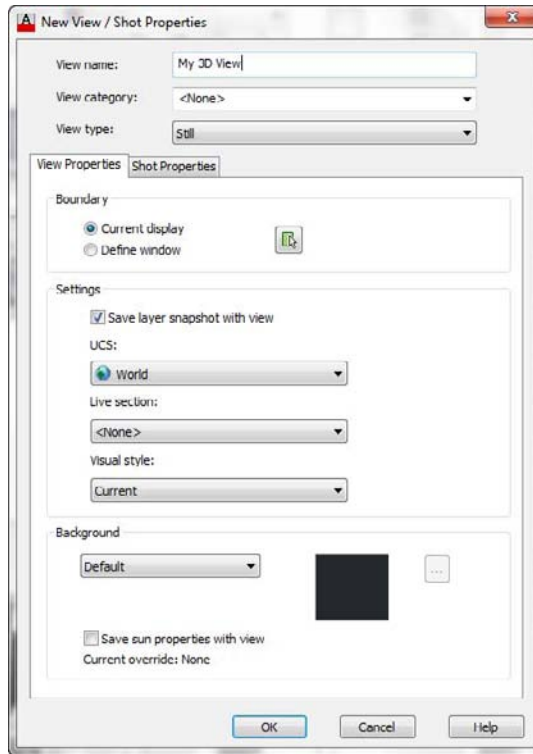 New View / Shot Properties
View name: My 3D View
View category: <None>
View type: Still
View Properties Shot Properties
Boundary
Current display
Define window
Settings
Save layer snapshot with view
UCS:
World
Live section:
<None>
Visual style:
Current
Background
Default
...
Save sun properties with view
Current override: None
OK Cancel Help